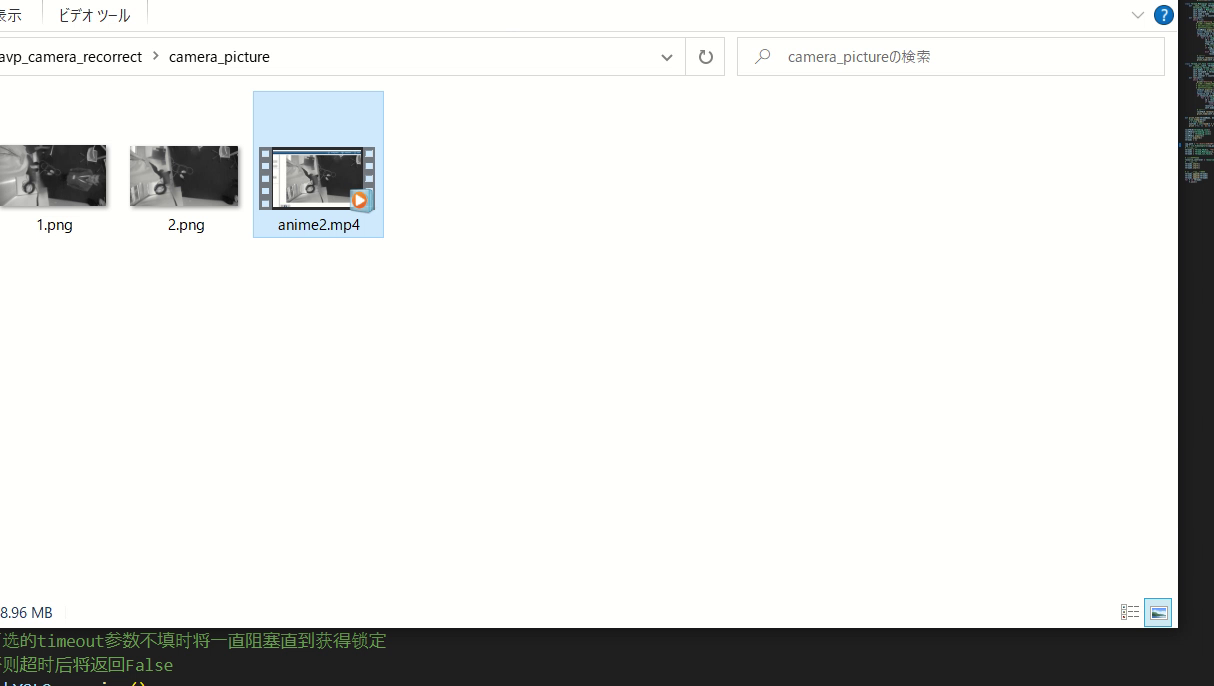 表示 ビデオ ツール
?
avp_camera_recorrect > camera_picture
camera_pictureの検索
1.png 2.png anime2.mp4
8.96 MB
选的timeout参数不填时将一直阻塞直到获得锁定
则超时后将返回False